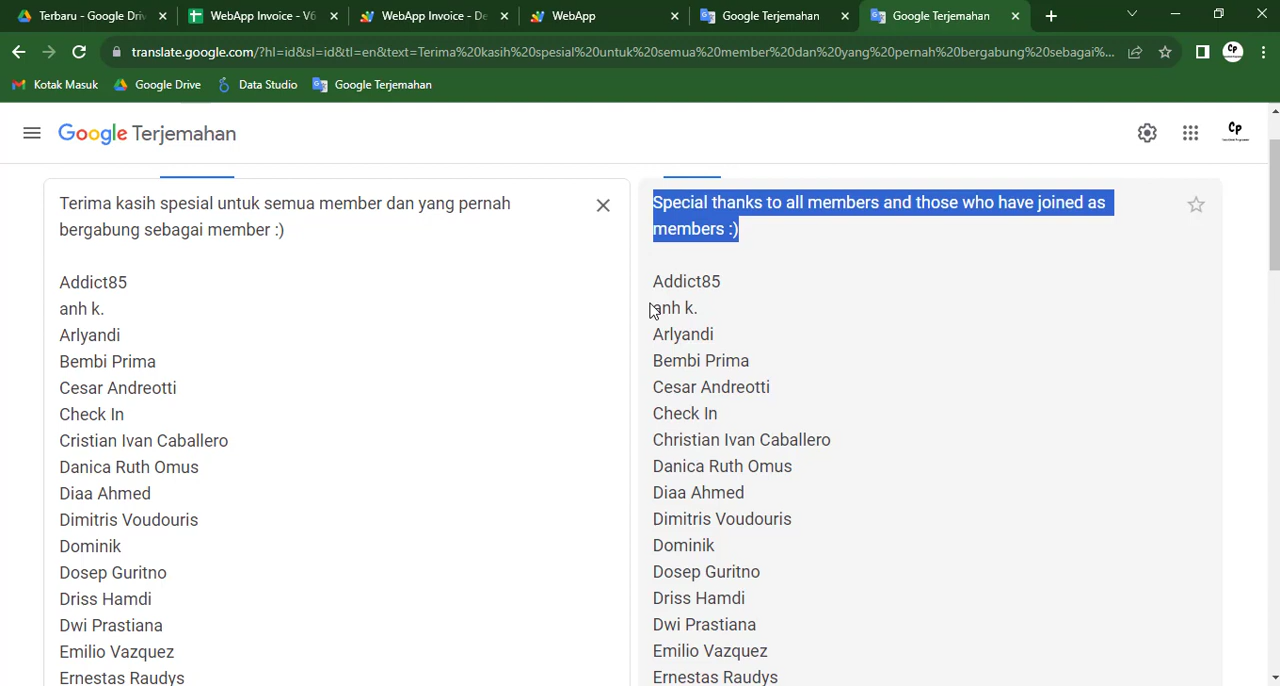 Terbaru - Google Driv
WebApp Invoice - V6
WebApp Invoice - De
WebApp
Google Terjemahan
Google Terjemahan
translate.google.com/?hl=id&sl=id&tl=en&text=Terima%20kasih%20spesial%20untuk%20semua%20member%20dan%20yang%20pernah%20bergabung%20sebagai%...
Cp
Kotak Masuk
Google Drive
Data Studio
Google Terjemahan
Google Terjemahan
Cp
Terima kasih spesial untuk semua member dan yang pernah
bergabung sebagai member :)
Addict85
anh k.
Arlyandi
Bembi Prima
Cesar Andreotti
Check In
Cristian Ivan Caballero
Danica Ruth Omus
Diaa Ahmed
Dimitris Voudouris
Dominik
Dosep Guritno
Driss Hamdi
Dwi Prastiana
Emilio Vazquez
Ernestas Raudys
Special thanks to all members and those who have joined as
members :)
Addict85
anh k.
Arlyandi
Bembi Prima
Cesar Andreotti
Check In
Christian Ivan Caballero
Danica Ruth Omus
Diaa Ahmed
Dimitris Voudouris
Dominik
Dosep Guritno
Driss Hamdi
Dwi Prastiana
Emilio Vazquez
Ernestas Raudys